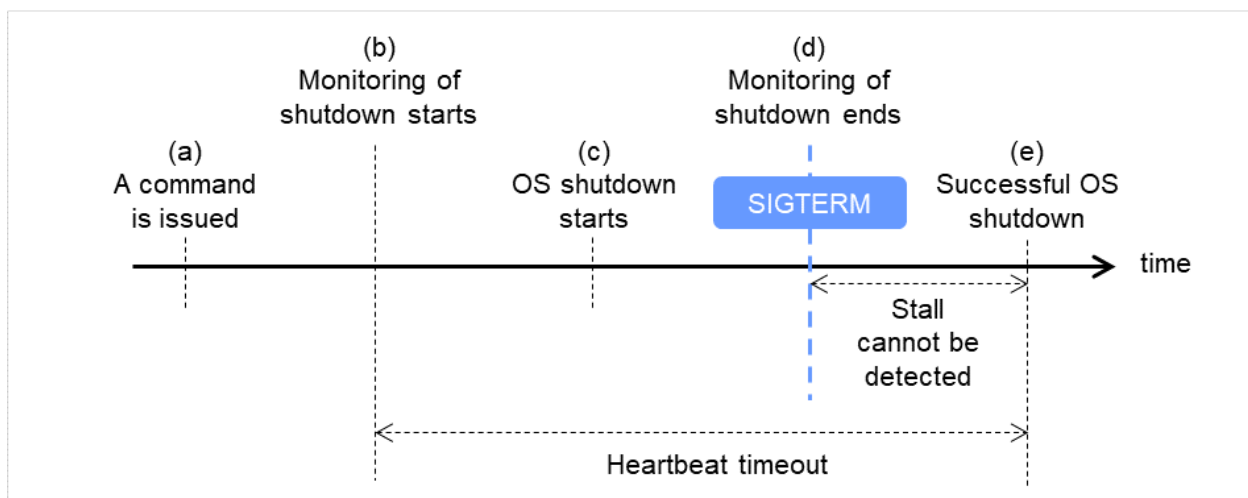 (b)
Monitoring of
shutdown starts
(d)
Monitoring of
shutdown ends
(a)
A command
is issued
(c)
OS shutdown
starts
SIGTERM
(e)
Successful OS
shutdown
time
Stall
cannot be
detected
Heartbeat timeout